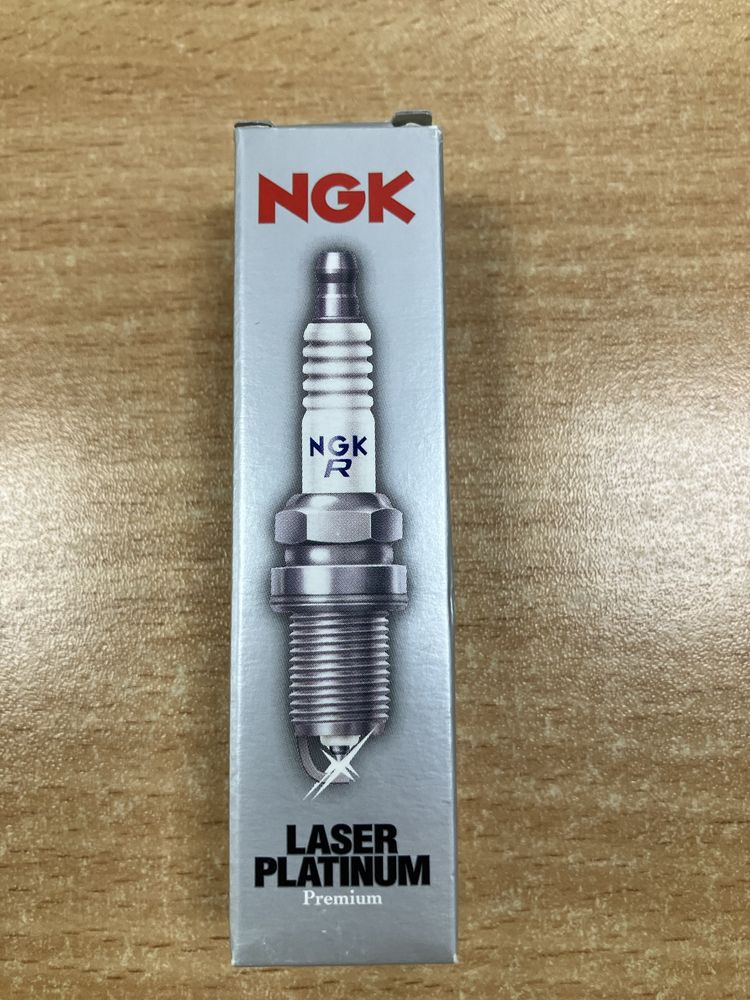 NGK
NGK
R
LASER
PLATINUM
Premium